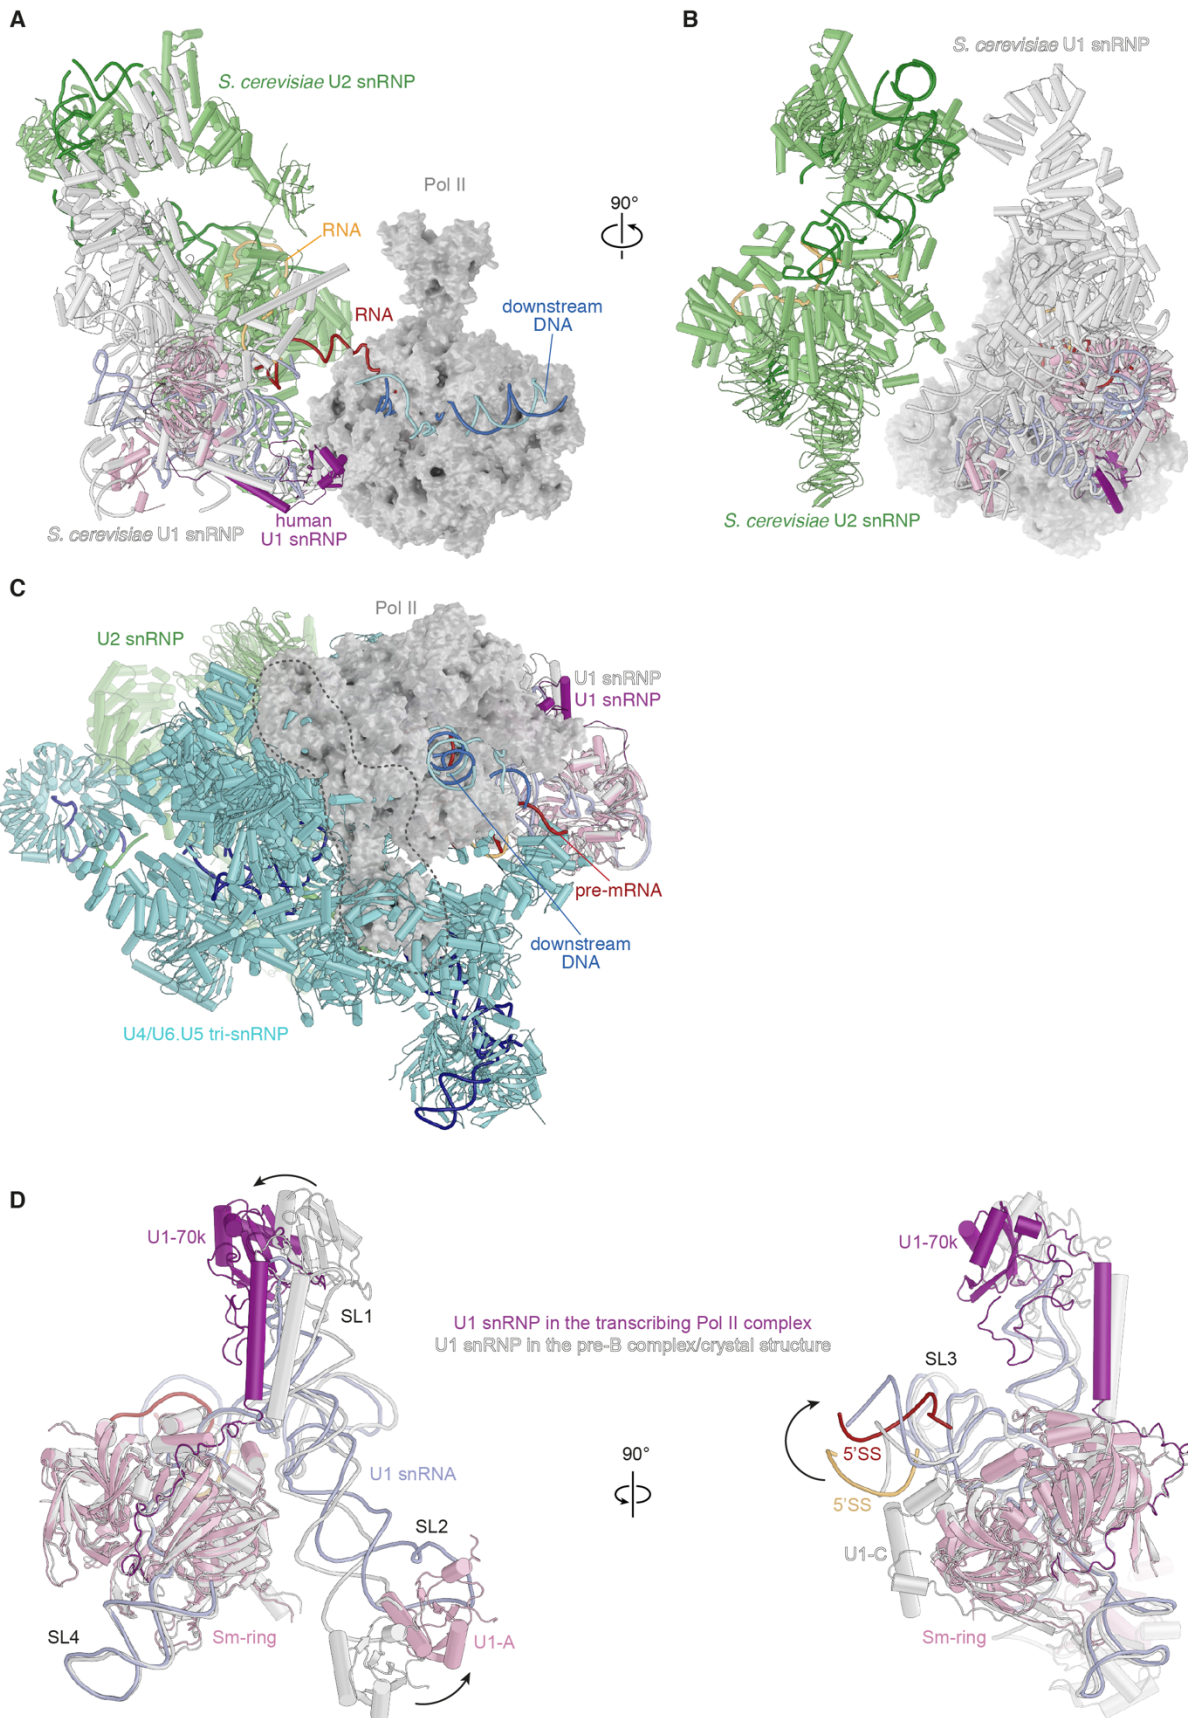 A
S. cerevisiae U2 snRNP
Pol II
RNA
RNA
downstream
DNA
S. cerevisiae U1 snRNP
human
U1 snRNP
90°
B
S. cerevisiae U1 snRNP
S. cerevisiae U2 snRNP
C
Pol II
U2 snRNP
U1 snRNP
U1 snRNP
pre-mRNA
downstream
DNA
U4/U6.U5 tri-snRNP
D
U1-70k
SL1
U1 snRNA
SL2
SL4
Sm-ring
U1-A
U1 snRNP in the transcribing Pol II complex
U1 snRNP in the pre-B complex/crystal structure
90°
U1-70k
SL3
5'SS
5'SS
U1-C
Sm-ring